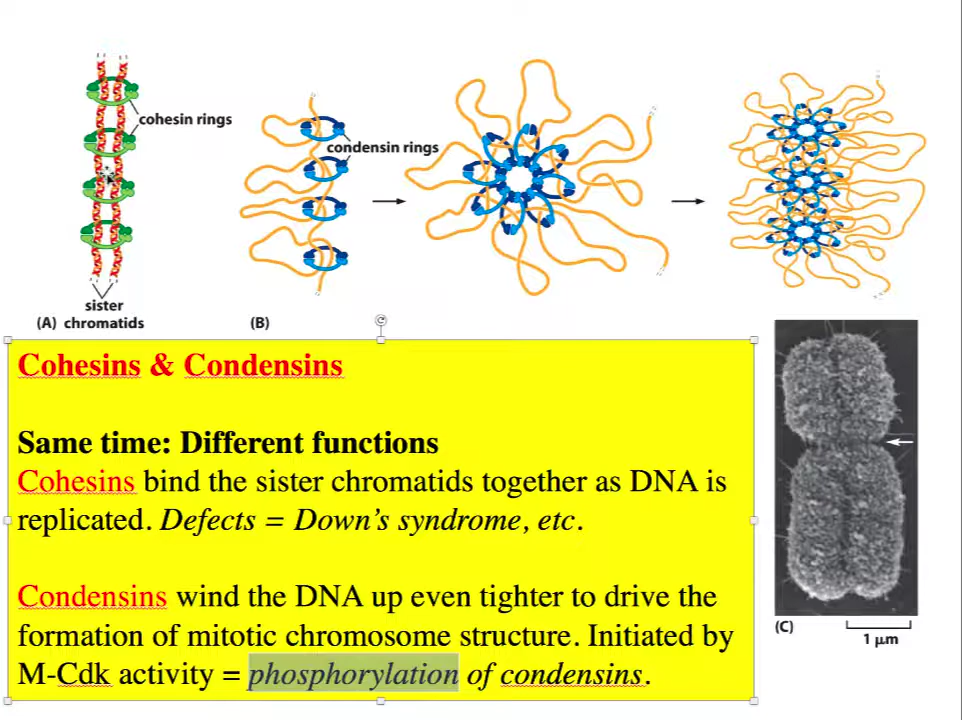 cohesin rings
condensin rings
sister
(A) chromatids
(B)
Cohesins & Condensins
Same time: Different functions
Cohesins bind the sister chromatids together as DNA is
replicated. Defects = Down's syndrome, etc.
Condensins wind the DNA up even tighter to drive the
formation of mitotic chromosome structure. Initiated by
M-Cdk activity = phosphorylation of condensins.
(C)
1 µm